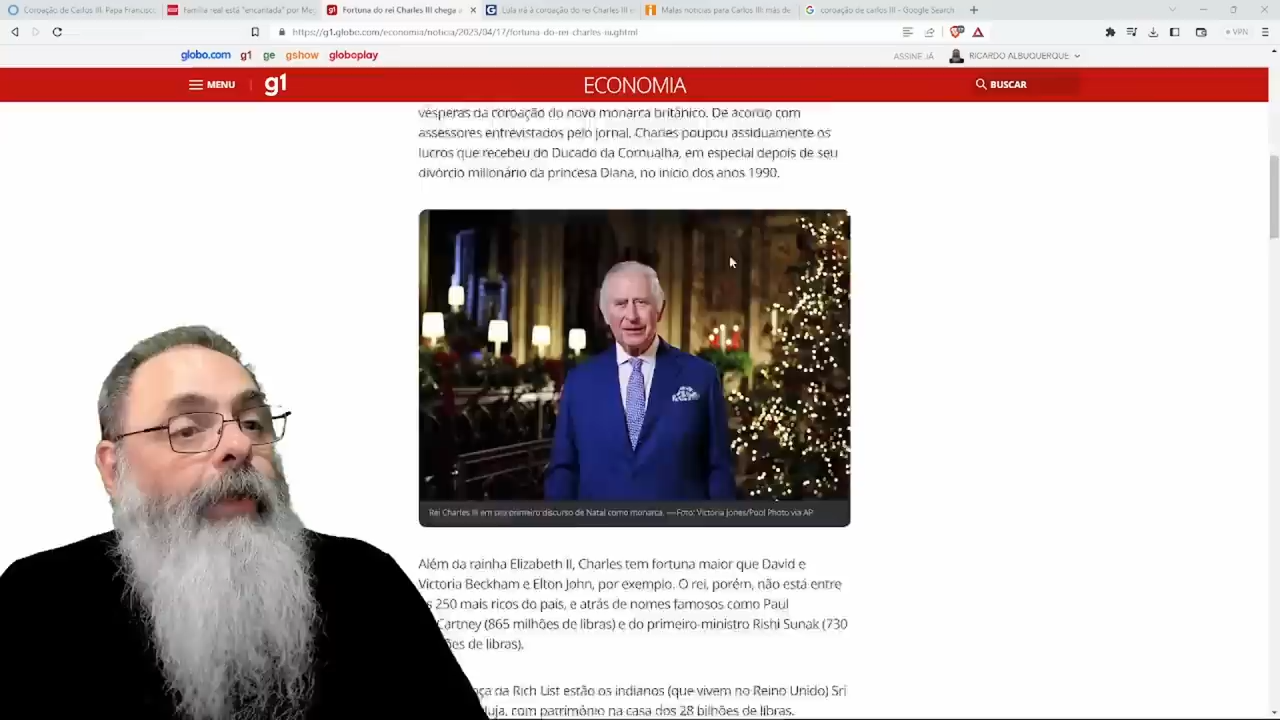 Coroação de Carlos III. Papa Francisco
Família real está "encantada" por Meg
Fortuna do rei Charles III chega a
Lula irá à coroação do rei Charles III
Malas noticias para Carlos III: más de
coroação de carlos III - Google Search
https://g1.globo.com/economia/noticia/2023/04/17/fortuna-do-rei-charles-iii.ghtml
VPN
globo.com g1 ge gshow globoplay
ASSINE JÁ
RICARDO ALBUQUERQUE
MENU
g1
ECONOMIA
BUSCAR
vésperas da coroação do novo monarca britânico. De acordo com
assessores entrevistados pelo jornal, Charles poupou assiduamente os
lucros que recebeu do Ducado da Cornualha, em especial depois de seu
divórcio milionário da princesa Diana, no início dos anos 1990.
Rei Charles III em seu primeiro discurso de Natal como monarca. — Foto: Victoria Jones/Pool Photo via AP
Além da rainha Elizabeth II, Charles tem fortuna maior que David e
Victoria Beckham e Elton John, por exemplo. O rei, porém, não está entre
250 mais ricos do país, e atrás de nomes famosos como Paul
Cartney (865 milhões de libras) e do primeiro-ministro Rishi Sunak (730
ões de libras).
ça da Rich List estão os indianos (que vivem no Reino Unido) Sri
uja, com patrimônio na casa dos 28 bilhões de libras.